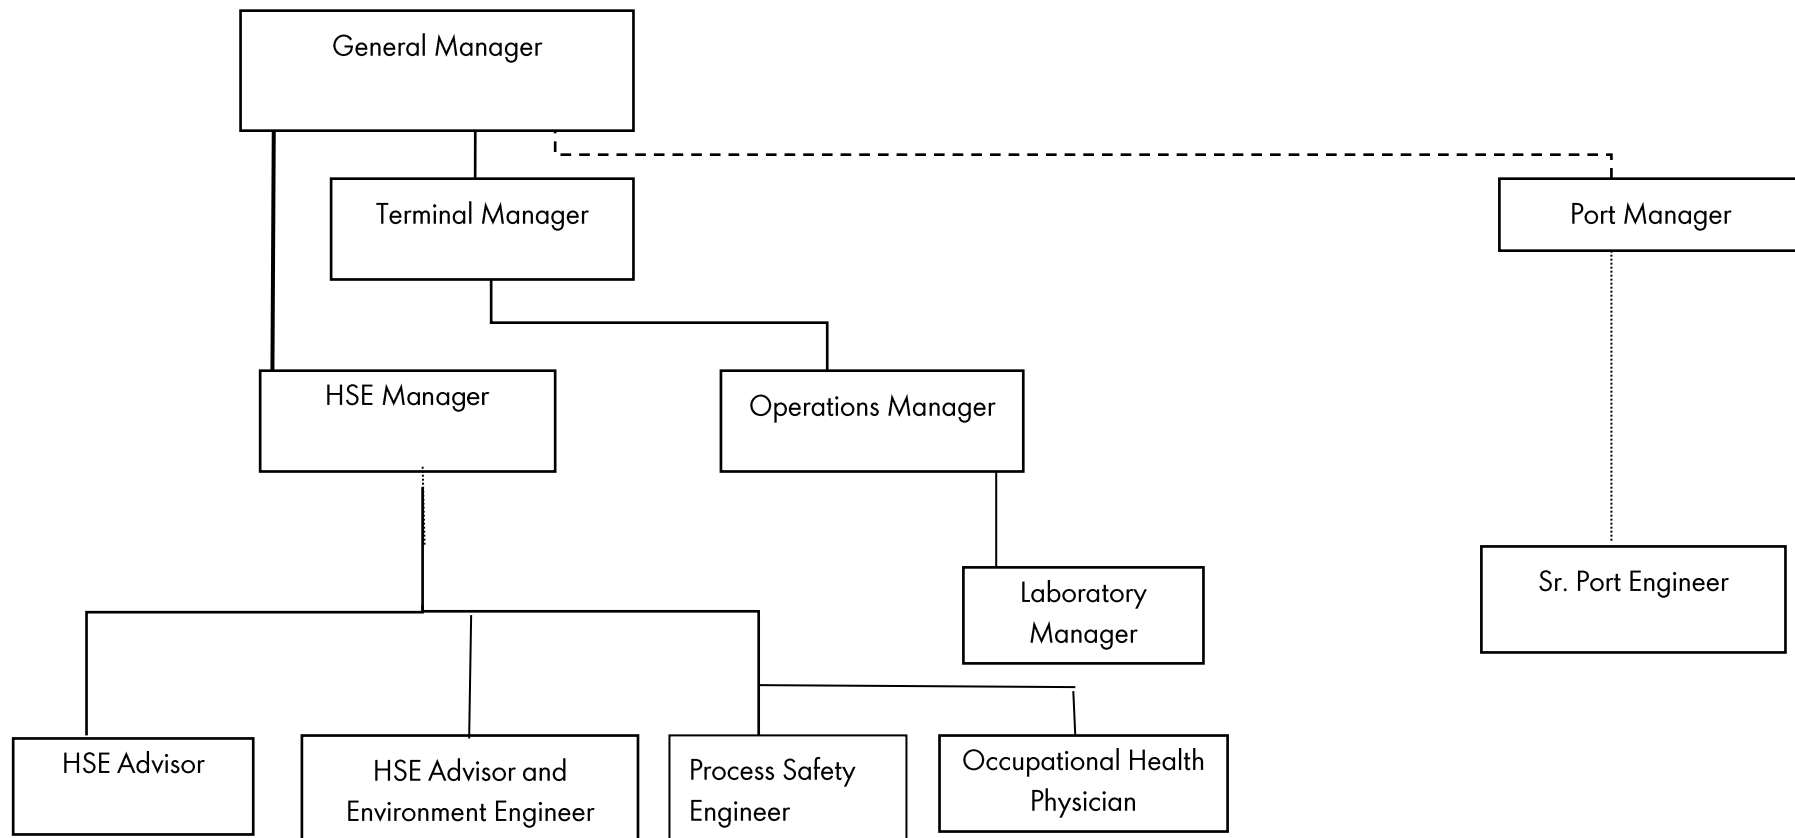 General Manager
Terminal Manager
Port Manager
HSE Manager
Operations Manager
Sr. Port Engineer
Laboratory
Manager
HSE Advisor
HSE Advisor and
Environment Engineer
Process Safety
Engineer
Occupational Health
Physician